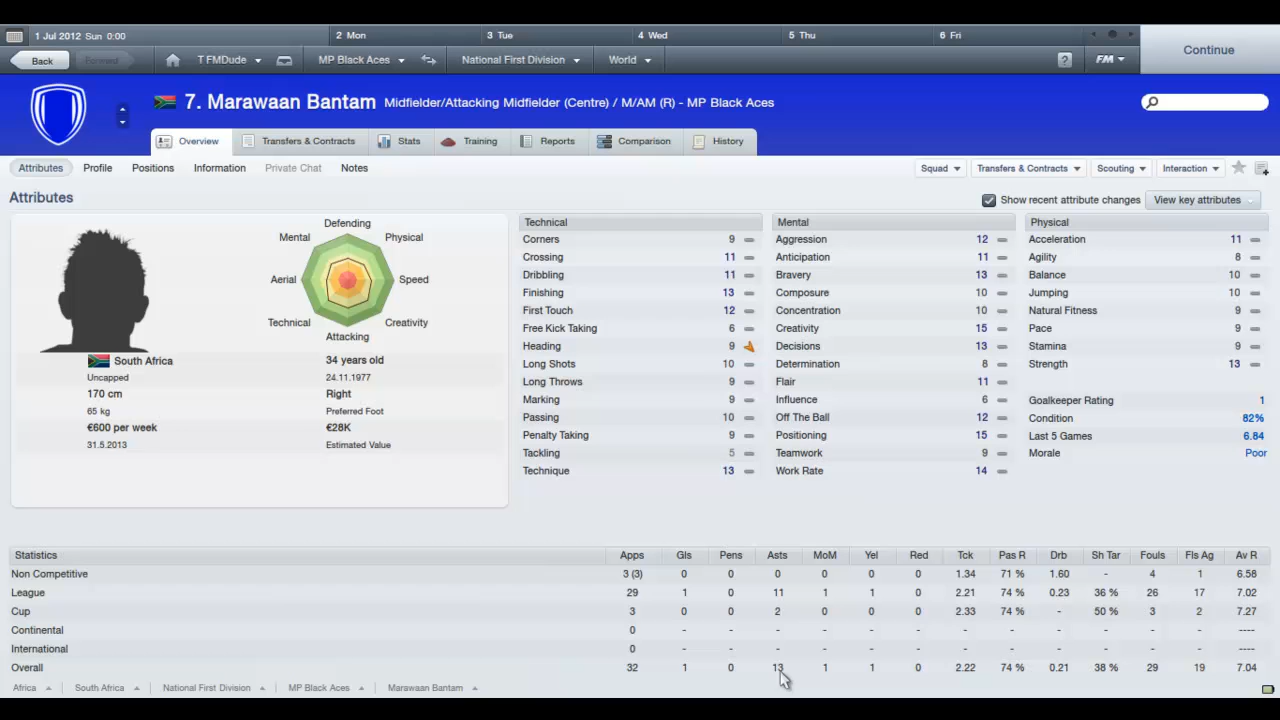 1 Jul 2012 Sun 0:00 2 Mon 3 Tue 4 Wed 5 Thu 6 Fri
Continue
Back Forward T FMDude MP Black Aces National First Division World ? FM
7. Marawaan Bantam Midfielder/Attacking Midfielder (Centre) / M/AM (R) - MP Black Aces
Overview Transfers & Contracts Stats Training Reports Comparison History
Attributes Profile Positions Information Private Chat Notes Squad Transfers & Contracts Scouting Interaction
Attributes Show recent attribute changes View key attributes
Defending
Mental Physical
Aerial Speed
Technical Creativity
Attacking
South Africa 34 years old
Uncapped 24.11.1977
170 cm Right
65 kg Preferred Foot
€600 per week €28K
31.5.2013 Estimated Value
Technical Mental Physical
Corners 9 Aggression 12 Acceleration 11
Crossing 11 Anticipation 11 Agility 8
Dribbling 11 Bravery 13 Balance 10
Finishing 13 Composure 10 Jumping 10
First Touch 12 Concentration 10 Natural Fitness 9
Free Kick Taking 6 Creativity 15 Pace 9
Heading 9 Decisions 13 Stamina 9
Long Shots 10 Determination 8 Strength 13
Long Throws 9 Flair 11
Marking 9 Influence 6 Goalkeeper Rating 1
Passing 10 Off The Ball 12 Condition 82%
Penalty Taking 9 Positioning 15 Last 5 Games 6.84
Tackling 5 Teamwork 9 Morale Poor
Technique 13 Work Rate 14
Statistics Apps Gls Pens Asts MoM Yel Red Tck Pas R Drb Sh Tar Fouls Fls Ag Av R
Non Competitive 3 (3) 0 0 0 0 0 0 1.34 71 % 1.60 - 4 1 6.58
League 29 1 0 11 1 1 0 2.21 74 % 0.23 36 % 26 17 7.02
Cup 3 0 0 2 0 0 0 2.33 74 % - 50 % 3 2 7.27
Continental 0 - - - - - - - - - - - - ----
International 0 - - - - - - - - - - - - ----
Overall 32 1 0 13 1 1 0 2.22 74 % 0.21 38 % 29 19 7.04
Africa South Africa National First Division MP Black Aces Marawaan Bantam